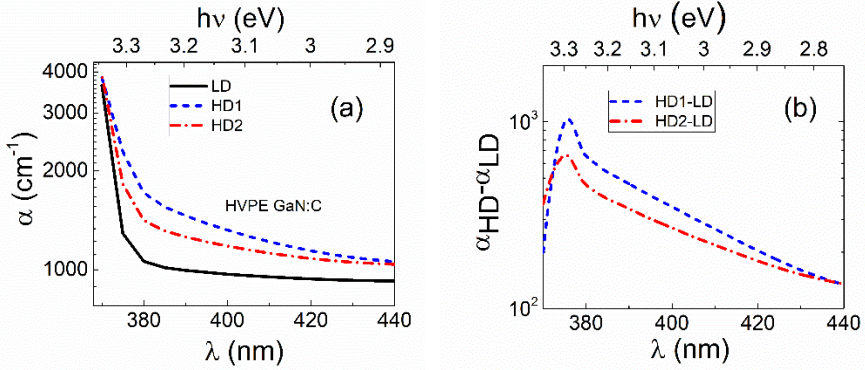 hν (eV)
3.3 3.2 3.1 3 2.9
4000
3000
2000
1000
α (cm⁻¹)
LD
HD1
HD2
(a)
HVPE GaN:C
380 400 420 440
λ (nm)
hν (eV)
3.3 3.2 3.1 3 2.9 2.8
10³
10²
αHD-αLD
HD1-LD
HD2-LD
(b)
380 400 420 440
λ (nm)